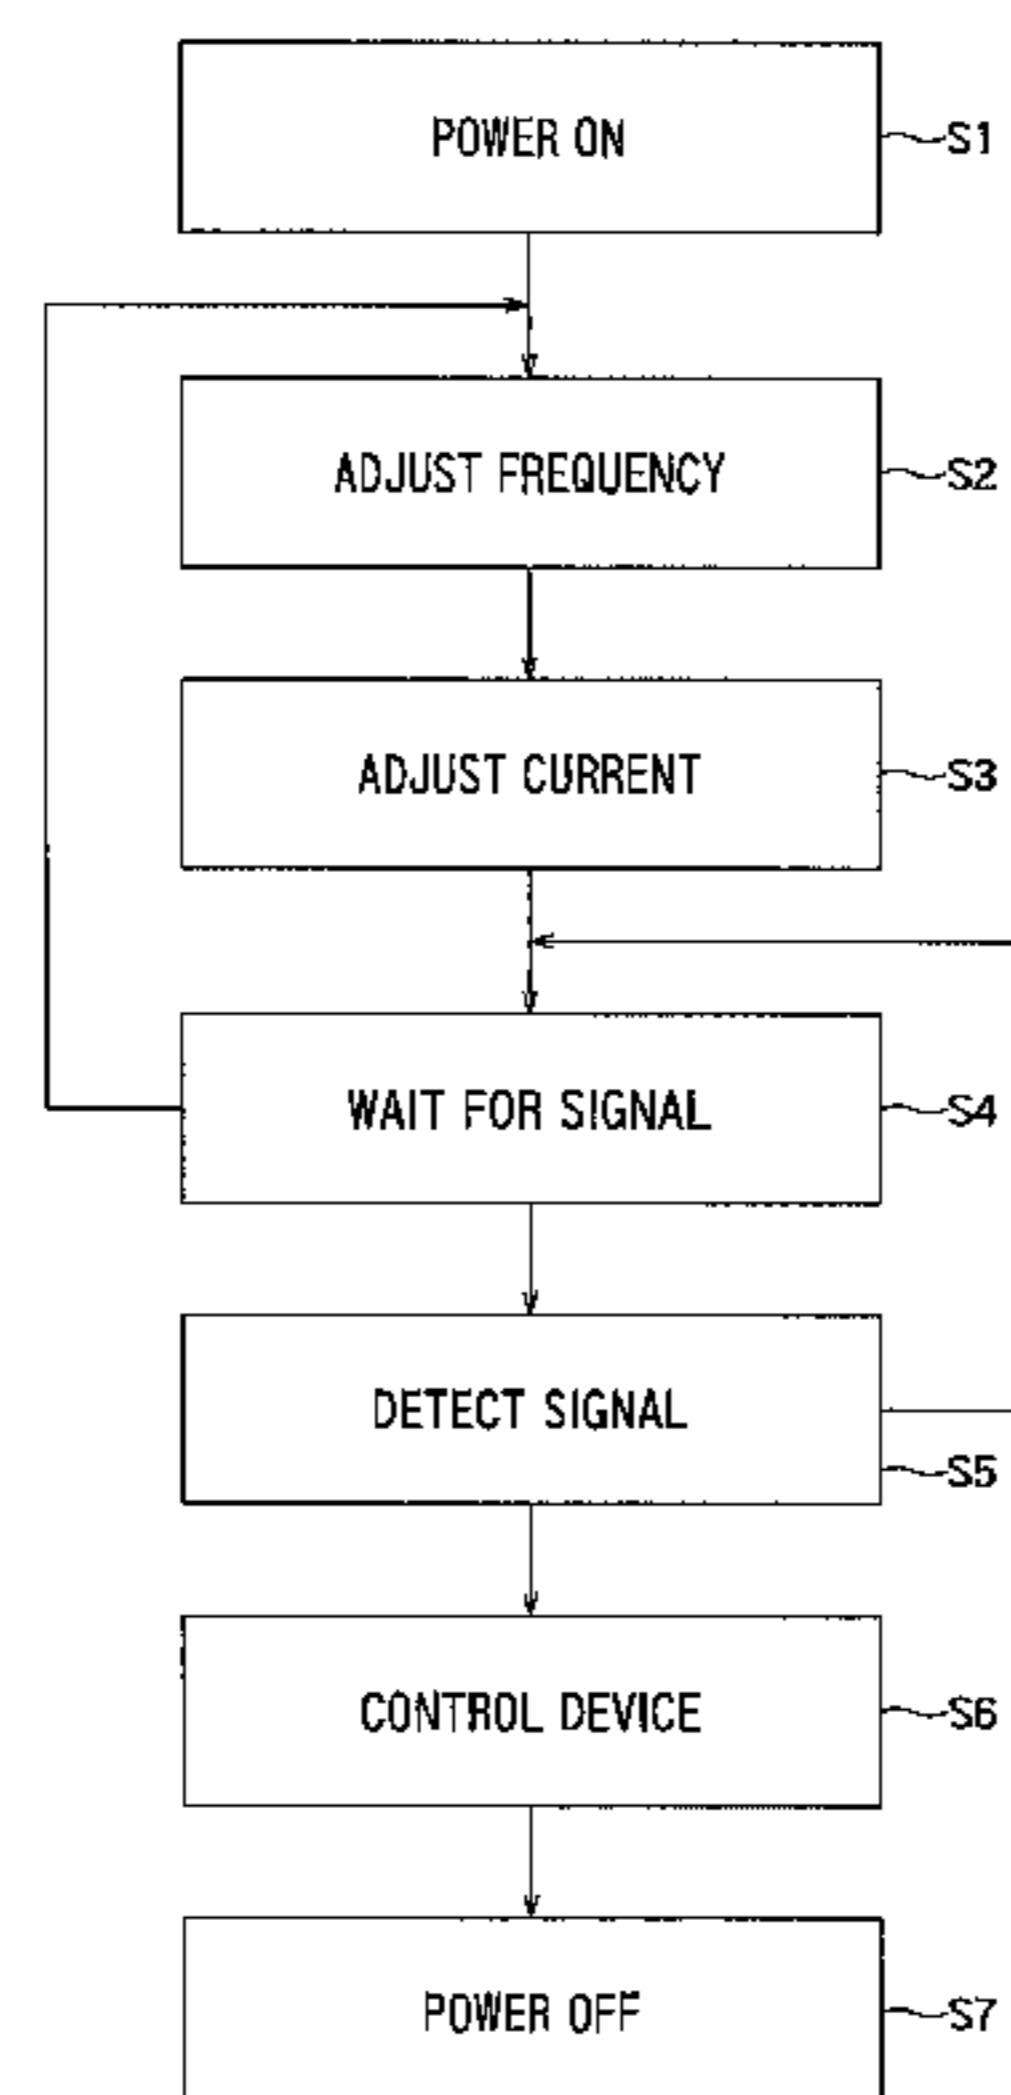 POWER ON
S1
ADJUST FREQUENCY
S2
ADJUST CURRENT
S3
WAIT FOR SIGNAL
S4
DETECT SIGNAL
S5
CONTROL DEVICE
S6
POWER OFF
S7